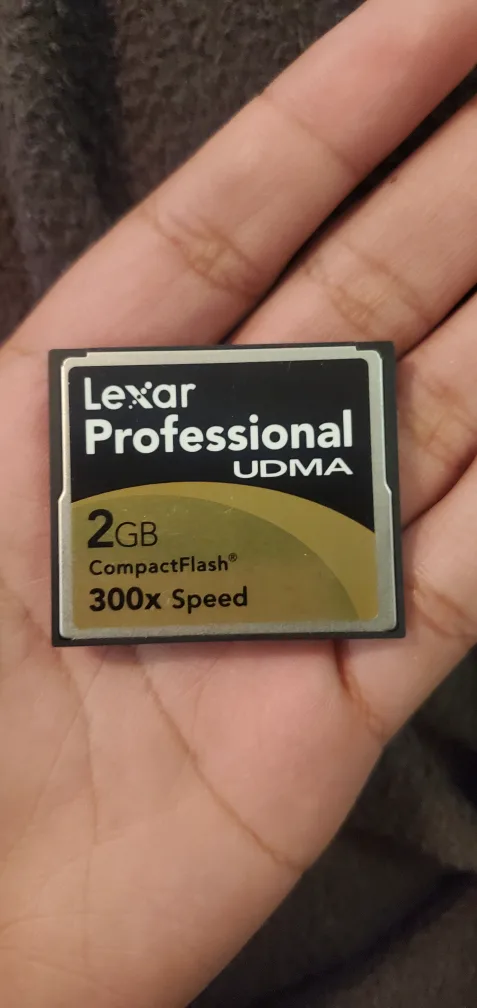 Lexar
Professional
UDMA
2GB
CompactFlash®
300x Speed